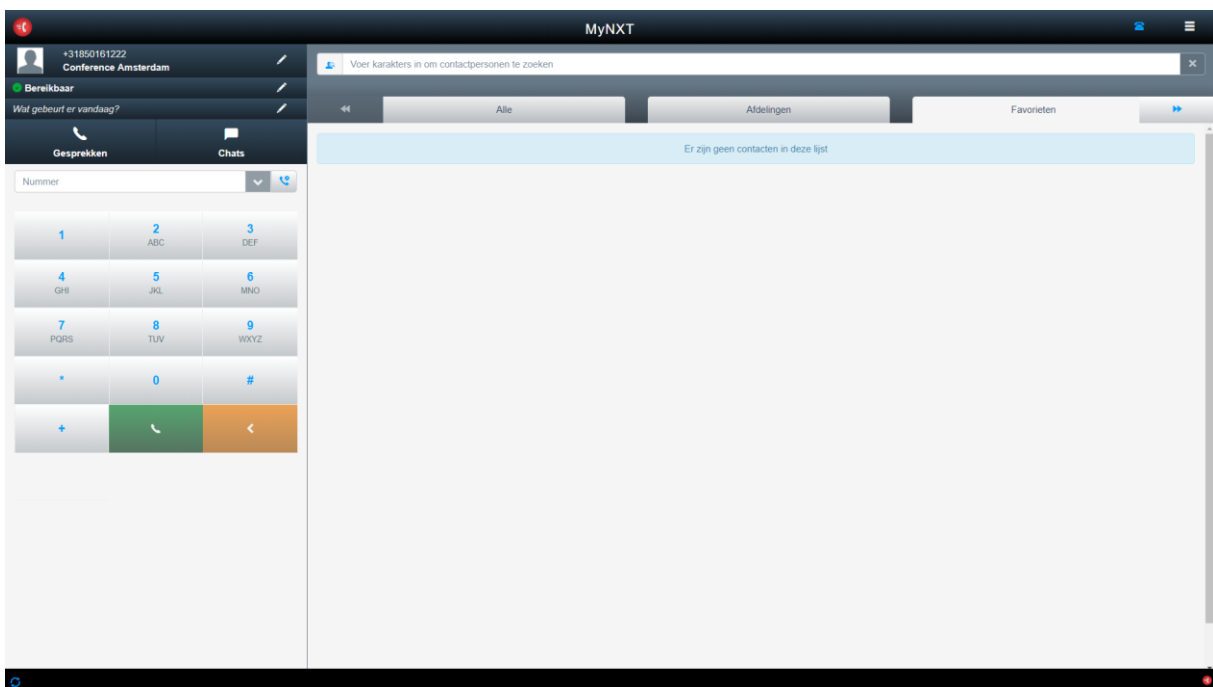 MyNXT
+31850161222
Conference Amsterdam
Bereikbaar
Wat gebeurt er vandaag?
Gesprekken
Chats
Nummer
1
2
3
ABC
DEF
4
5
6
GHI
JKL
MNO
7
8
9
PQRS
TUV
WXYZ
*
0
#
+
Voer karakters in om contactpersonen te zoeken
Alle
Afdelingen
Favorieten
Er zijn geen contacten in deze lijst